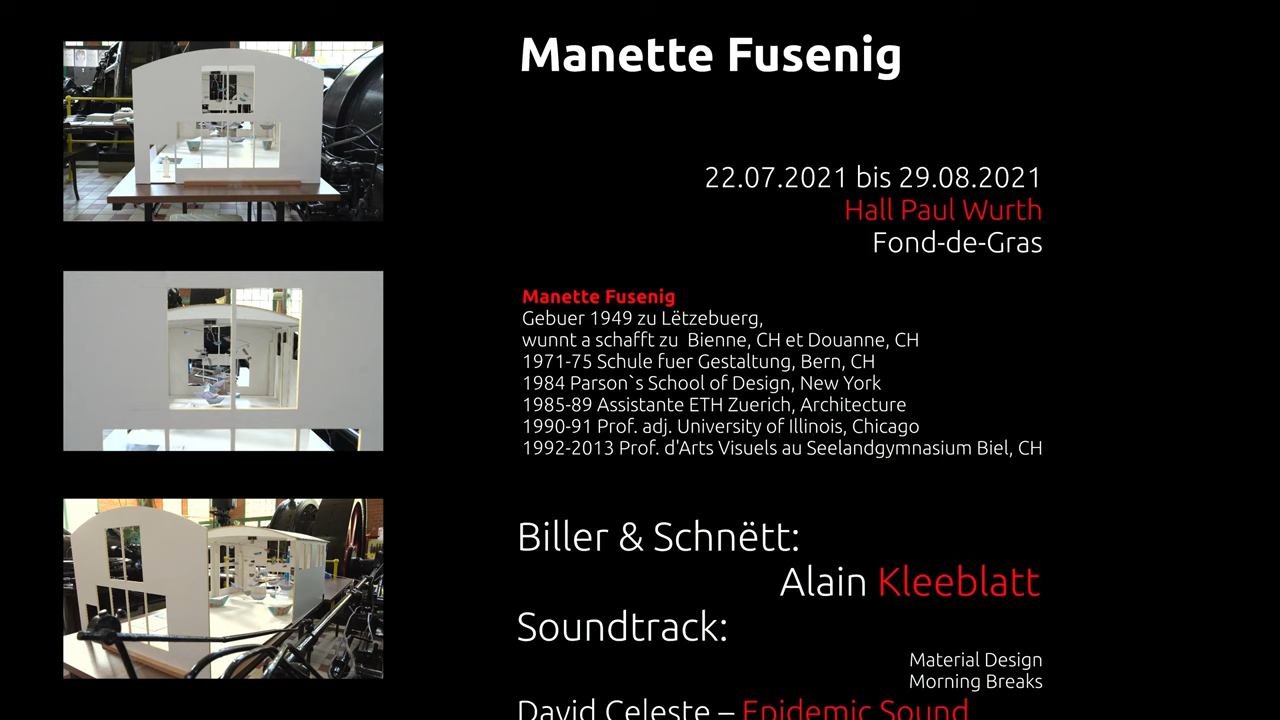 Manette Fusenig
22.07.2021 bis 29.08.2021
Hall Paul Wurth
Fond-de-Gras
Manette Fusenig
Gebuer 1949 zu Lëtzebuerg,
wunnt a schafft zu  Bienne, CH et Douanne, CH
1971-75 Schule fuer Gestaltung, Bern, CH
1984 Parson`s School of Design, New York
1985-89 Assistante ETH Zuerich, Architecture
1990-91 Prof. adj. University of Illinois, Chicago
1992-2013 Prof. d'Arts Visuels au Seelandgymnasium Biel, CH
Biller & Schnëtt:
Alain Kleeblatt
Soundtrack:
Material Design
Morning Breaks
David Celeste – Epidemic Sound